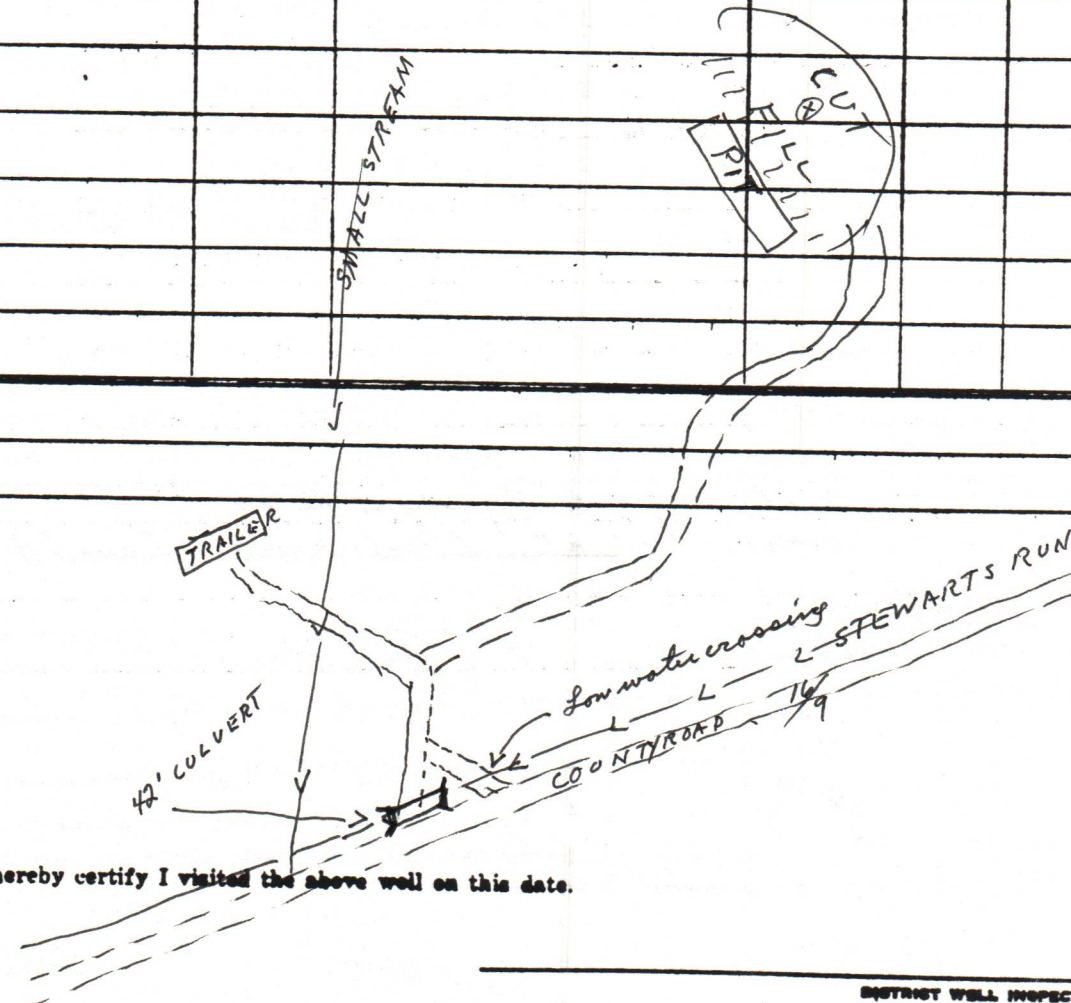 SMALL STREAM
CUT
FILL
PIT
TRAILER
STEWARTS RUN
Low water crossing
COUNTY ROAD 16/9
42' CULVERT
hereby certify I visited the above well on this date.
DISTRICT WELL INSPEC